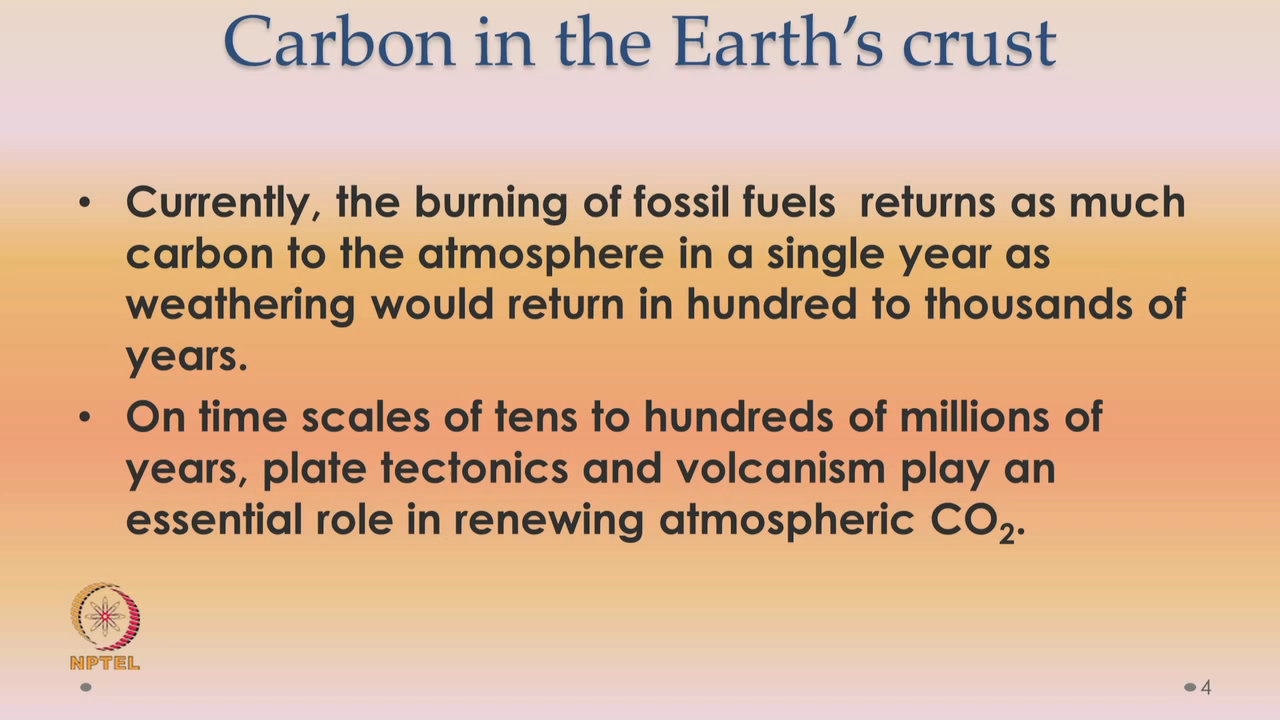 Carbon in the Earth’s crust
• Currently, the burning of fossil fuels returns as much
carbon to the atmosphere in a single year as
weathering would return in hundred to thousands of
years.
• On time scales of tens to hundreds of millions of
years, plate tectonics and volcanism play an
essential role in renewing atmospheric CO₂.
NPTEL
4